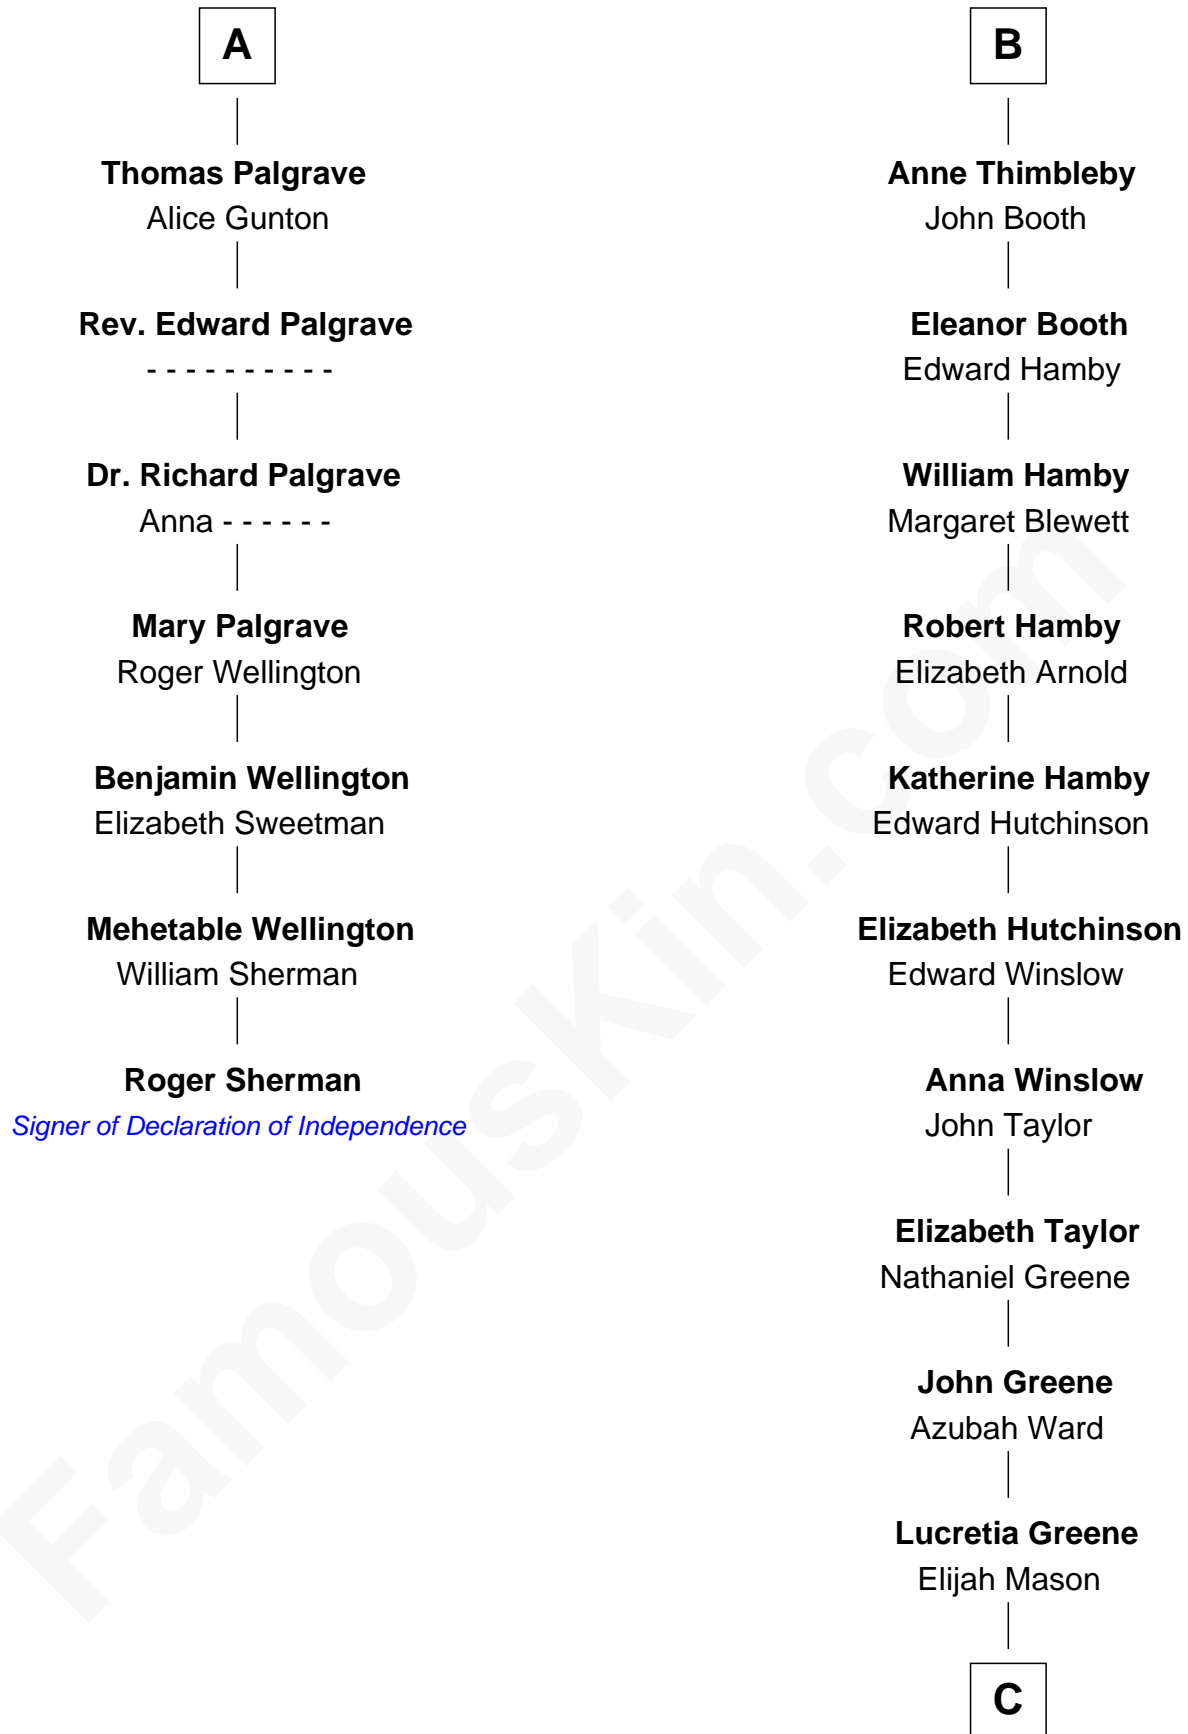 A
Thomas Palgrave
Alice Gunton
Rev. Edward Palgrave
- - - - - - - - - -
Dr. Richard Palgrave
Anna - - - - - -
Mary Palgrave
Roger Wellington
Benjamin Wellington
Elizabeth Sweetman
Mehetable Wellington
William Sherman
Roger Sherman
Signer of Declaration of Independence
B
Anne Thimbleby
John Booth
Eleanor Booth
Edward Hamby
William Hamby
Margaret Blewett
Robert Hamby
Elizabeth Arnold
Katherine Hamby
Edward Hutchinson
Elizabeth Hutchinson
Edward Winslow
Anna Winslow
John Taylor
Elizabeth Taylor
Nathaniel Greene
John Greene
Azubah Ward
Lucretia Greene
Elijah Mason
C
FamousKin.com